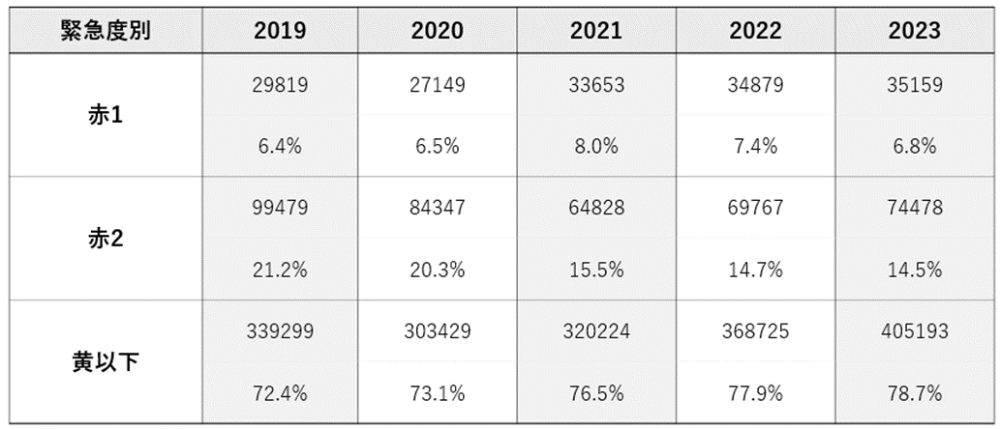 緊急度別 2019 2020 2021 2022 2023
赤1
29819 27149 33653 34879 35159
6.4% 6.5% 8.0% 7.4% 6.8%
赤2
99479 84347 64828 69767 74478
21.2% 20.3% 15.5% 14.7% 14.5%
黄以下
339299 303429 320224 368725 405193
72.4% 73.1% 76.5% 77.9% 78.7%